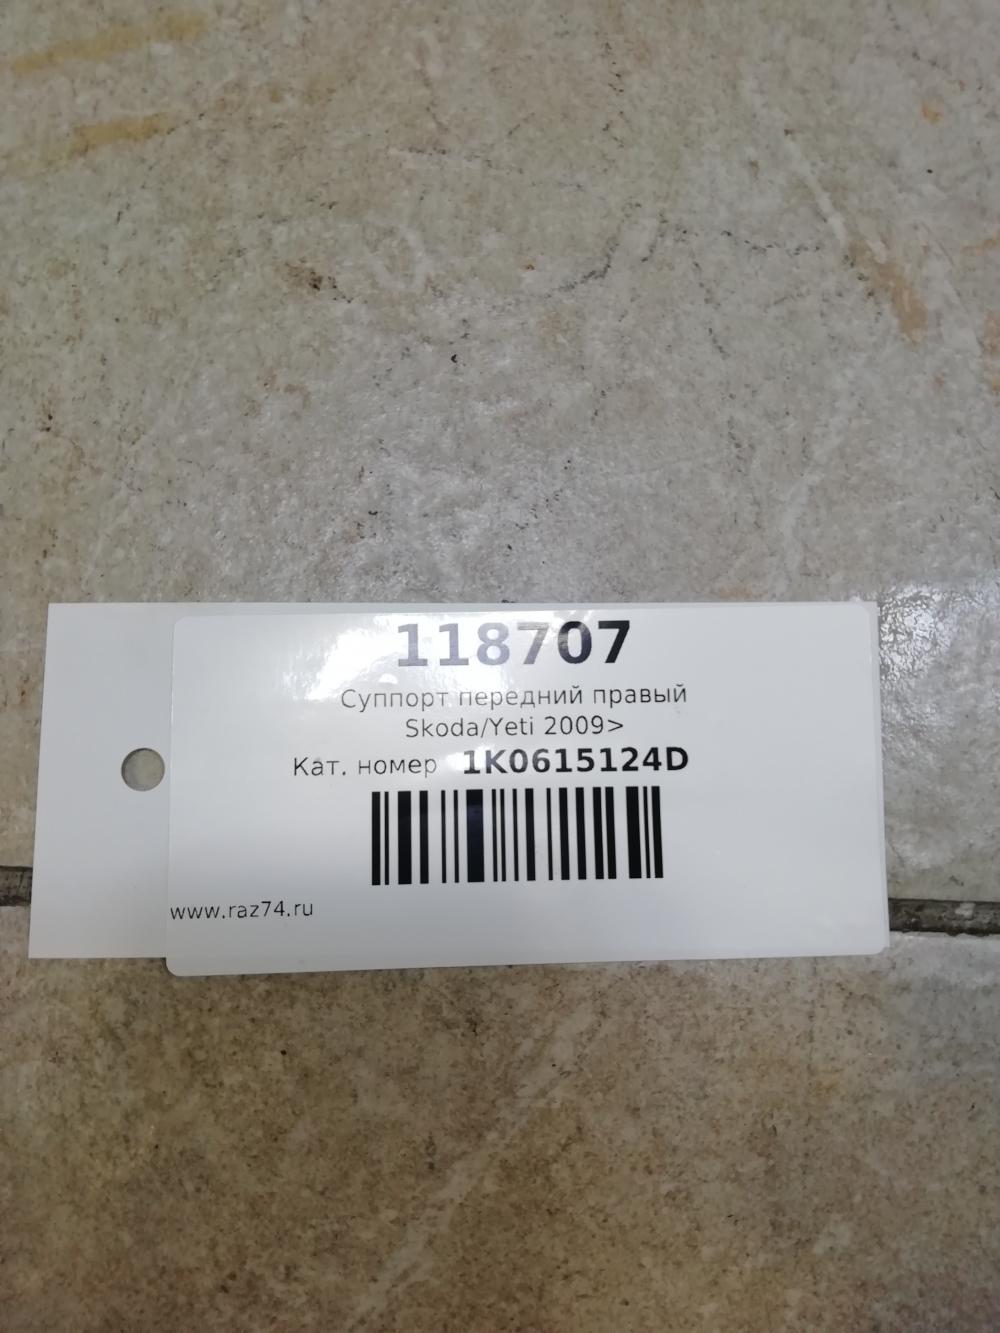 118707
Суппорт передний правый
Skoda/Yeti 2009>
Кат. номер 1K0615124D
www.raz74.ru